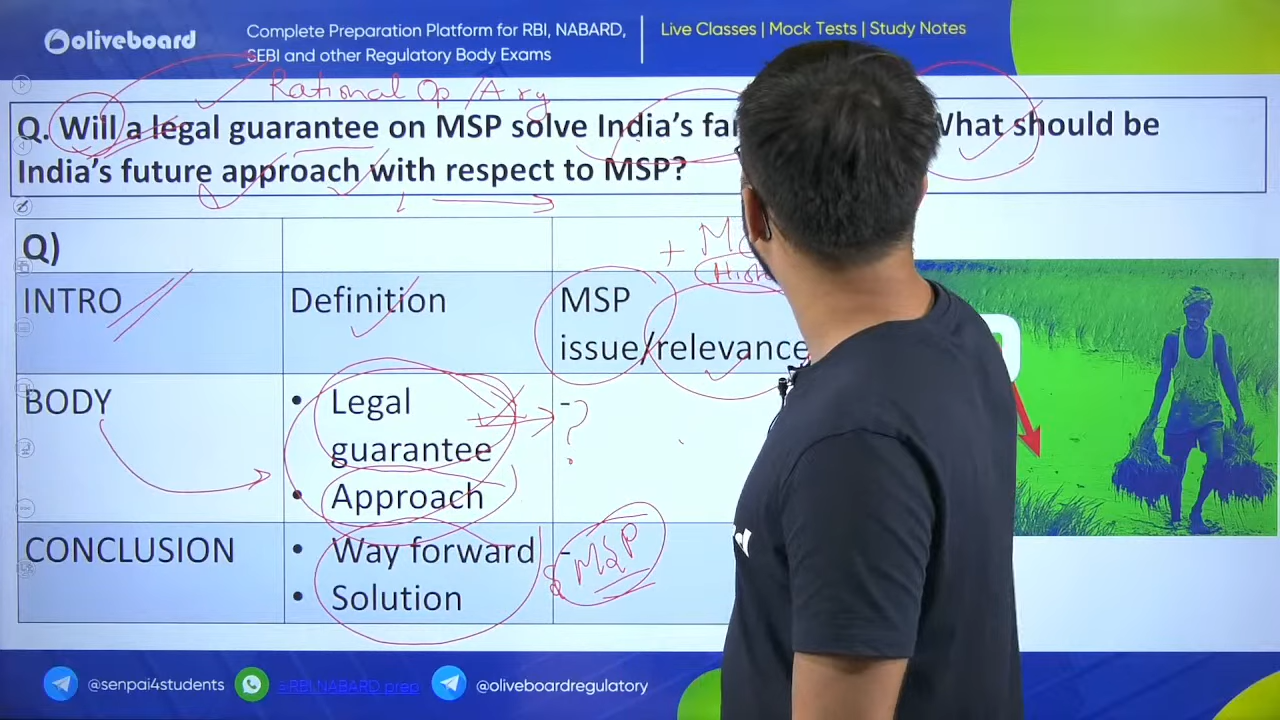 oliveboard
Complete Preparation Platform for RBI, NABARD,
SEBI and other Regulatory Body Exams
Live Classes | Mock Tests | Study Notes
Rational Op / Arg
Q. Will a legal guarantee on MSP solve India's far What should be
India's future approach with respect to MSP?
Q)
INTRO
Definition
MSP
issue/relevance
BODY
• Legal
guarantee
• Approach
-
?
CONCLUSION
• Way forward
• Solution
-
MSP
@senpai4students
@oliveboardregulatory